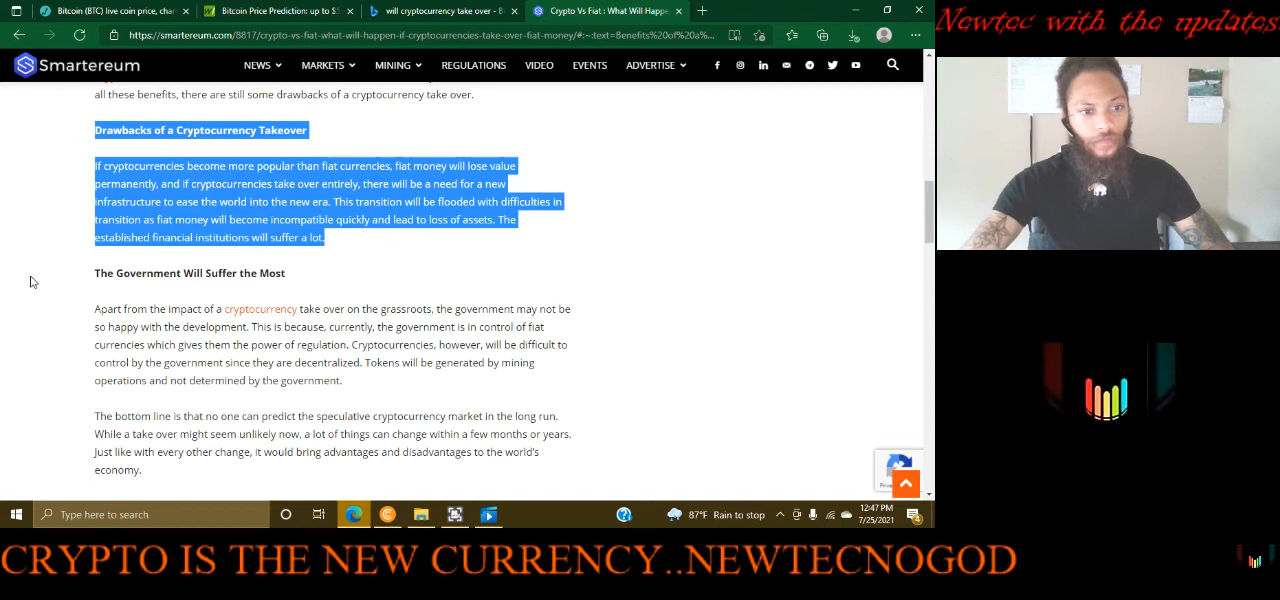 Bitcoin (BTC) live coin price, char
Bitcoin Price Prediction: up to $5
will cryptocurrency take over - B
Crypto Vs Fiat : What Will Happe
Newtec with the updates
https://smartereum.com/8817/crypto-vs-fiat-what-will-happen-if-cryptocurrencies-take-over-fiat-money/#:~:text=Benefits%20of%20a%...
Smartereum
NEWS MARKETS MINING REGULATIONS VIDEO EVENTS ADVERTISE
all these benefits, there are still some drawbacks of a cryptocurrency take over.
Drawbacks of a Cryptocurrency Takeover
If cryptocurrencies become more popular than fiat currencies, fiat money will lose value
permanently, and if cryptocurrencies take over entirely, there will be a need for a new
infrastructure to ease the world into the new era. This transition will be flooded with difficulties in
transition as fiat money will become incompatible quickly and lead to loss of assets. The
established financial institutions will suffer a lot.
The Government Will Suffer the Most
Apart from the impact of a cryptocurrency take over on the grassroots, the government may not be
so happy with the development. This is because, currently, the government is in control of fiat
currencies which gives them the power of regulation. Cryptocurrencies, however, will be difficult to
control by the government since they are decentralized. Tokens will be generated by mining
operations and not determined by the government.
The bottom line is that no one can predict the speculative cryptocurrency market in the long run.
While a take over might seem unlikely now, a lot of things can change within a few months or years.
Just like with every other change, it would bring advantages and disadvantages to the world's
economy.
Type here to search
87°F Rain to stop
12:47 PM
7/25/2021
4
CRYPTO IS THE NEW CURRENCY..NEWTECNOGOD